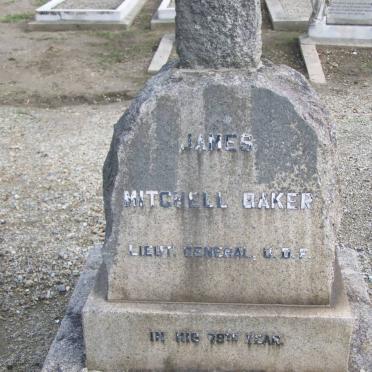 JAMES
MITCHELL BAKER
LIEUT. GENERAL, U.D.F.
IN HIS 79TH YEAR.